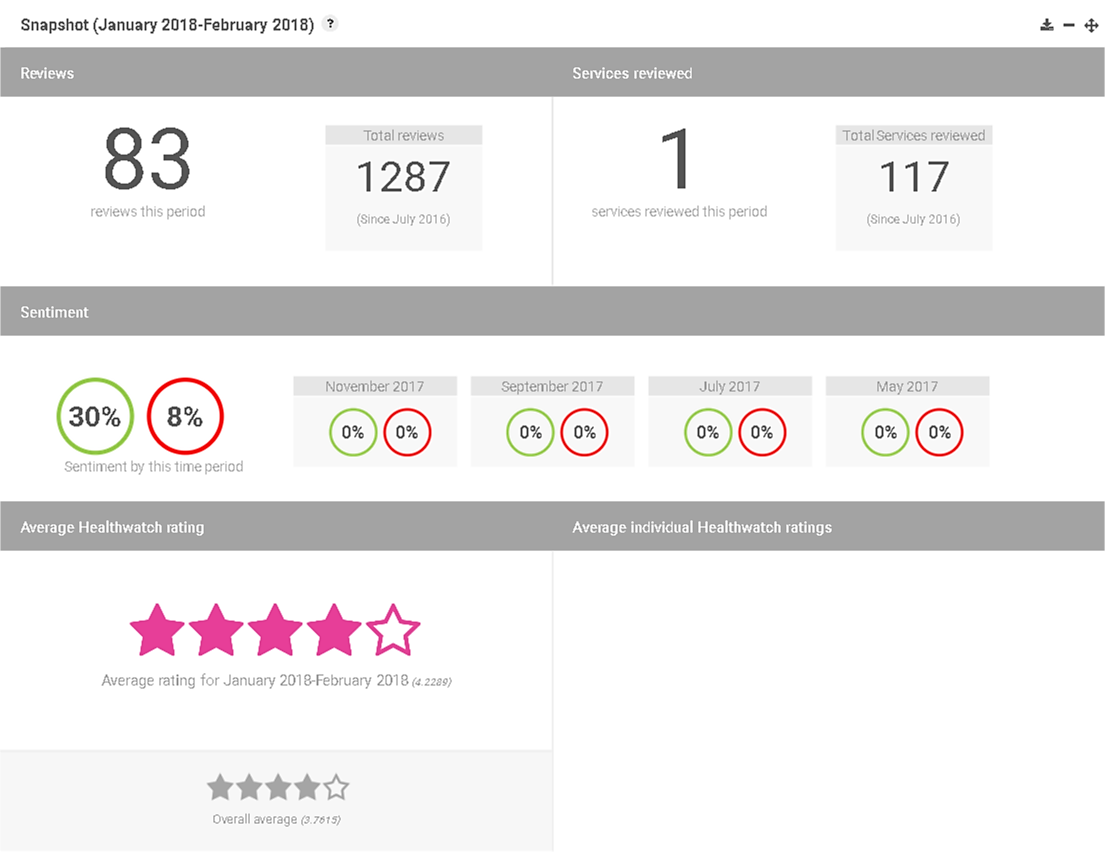 Snapshot (January 2018-February 2018) ?
Reviews
Services reviewed
83
reviews this period
Total reviews
1287
(Since July 2016)
1
services reviewed this period
Total Services reviewed
117
(Since July 2016)
Sentiment
30%
8%
Sentiment by this time period
November 2017
0%
0%
September 2017
0%
0%
July 2017
0%
0%
May 2017
0%
0%
Average Healthwatch rating
Average individual Healthwatch ratings
Average rating for January 2018-February 2018 (4.2289)
Overall average (3.7615)